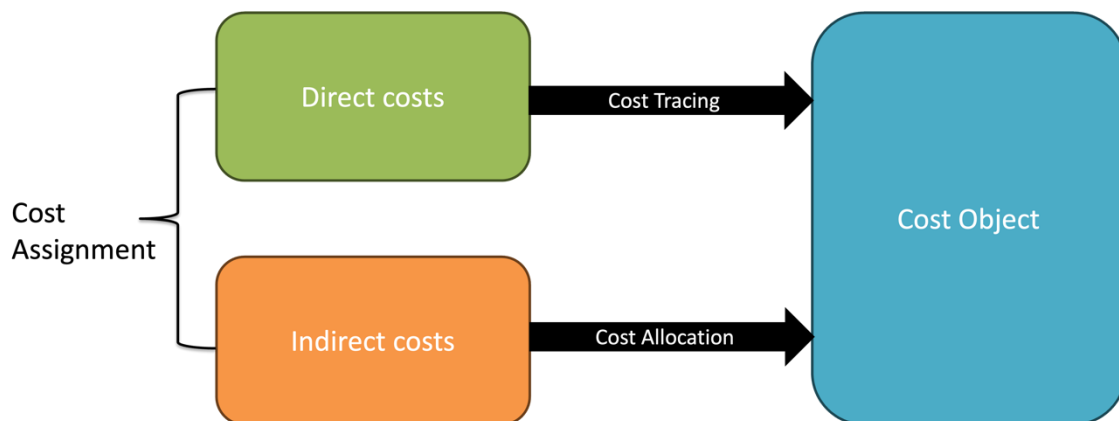 Direct costs
Cost Tracing
Cost
Assignment
Cost Object
Indirect costs
Cost Allocation